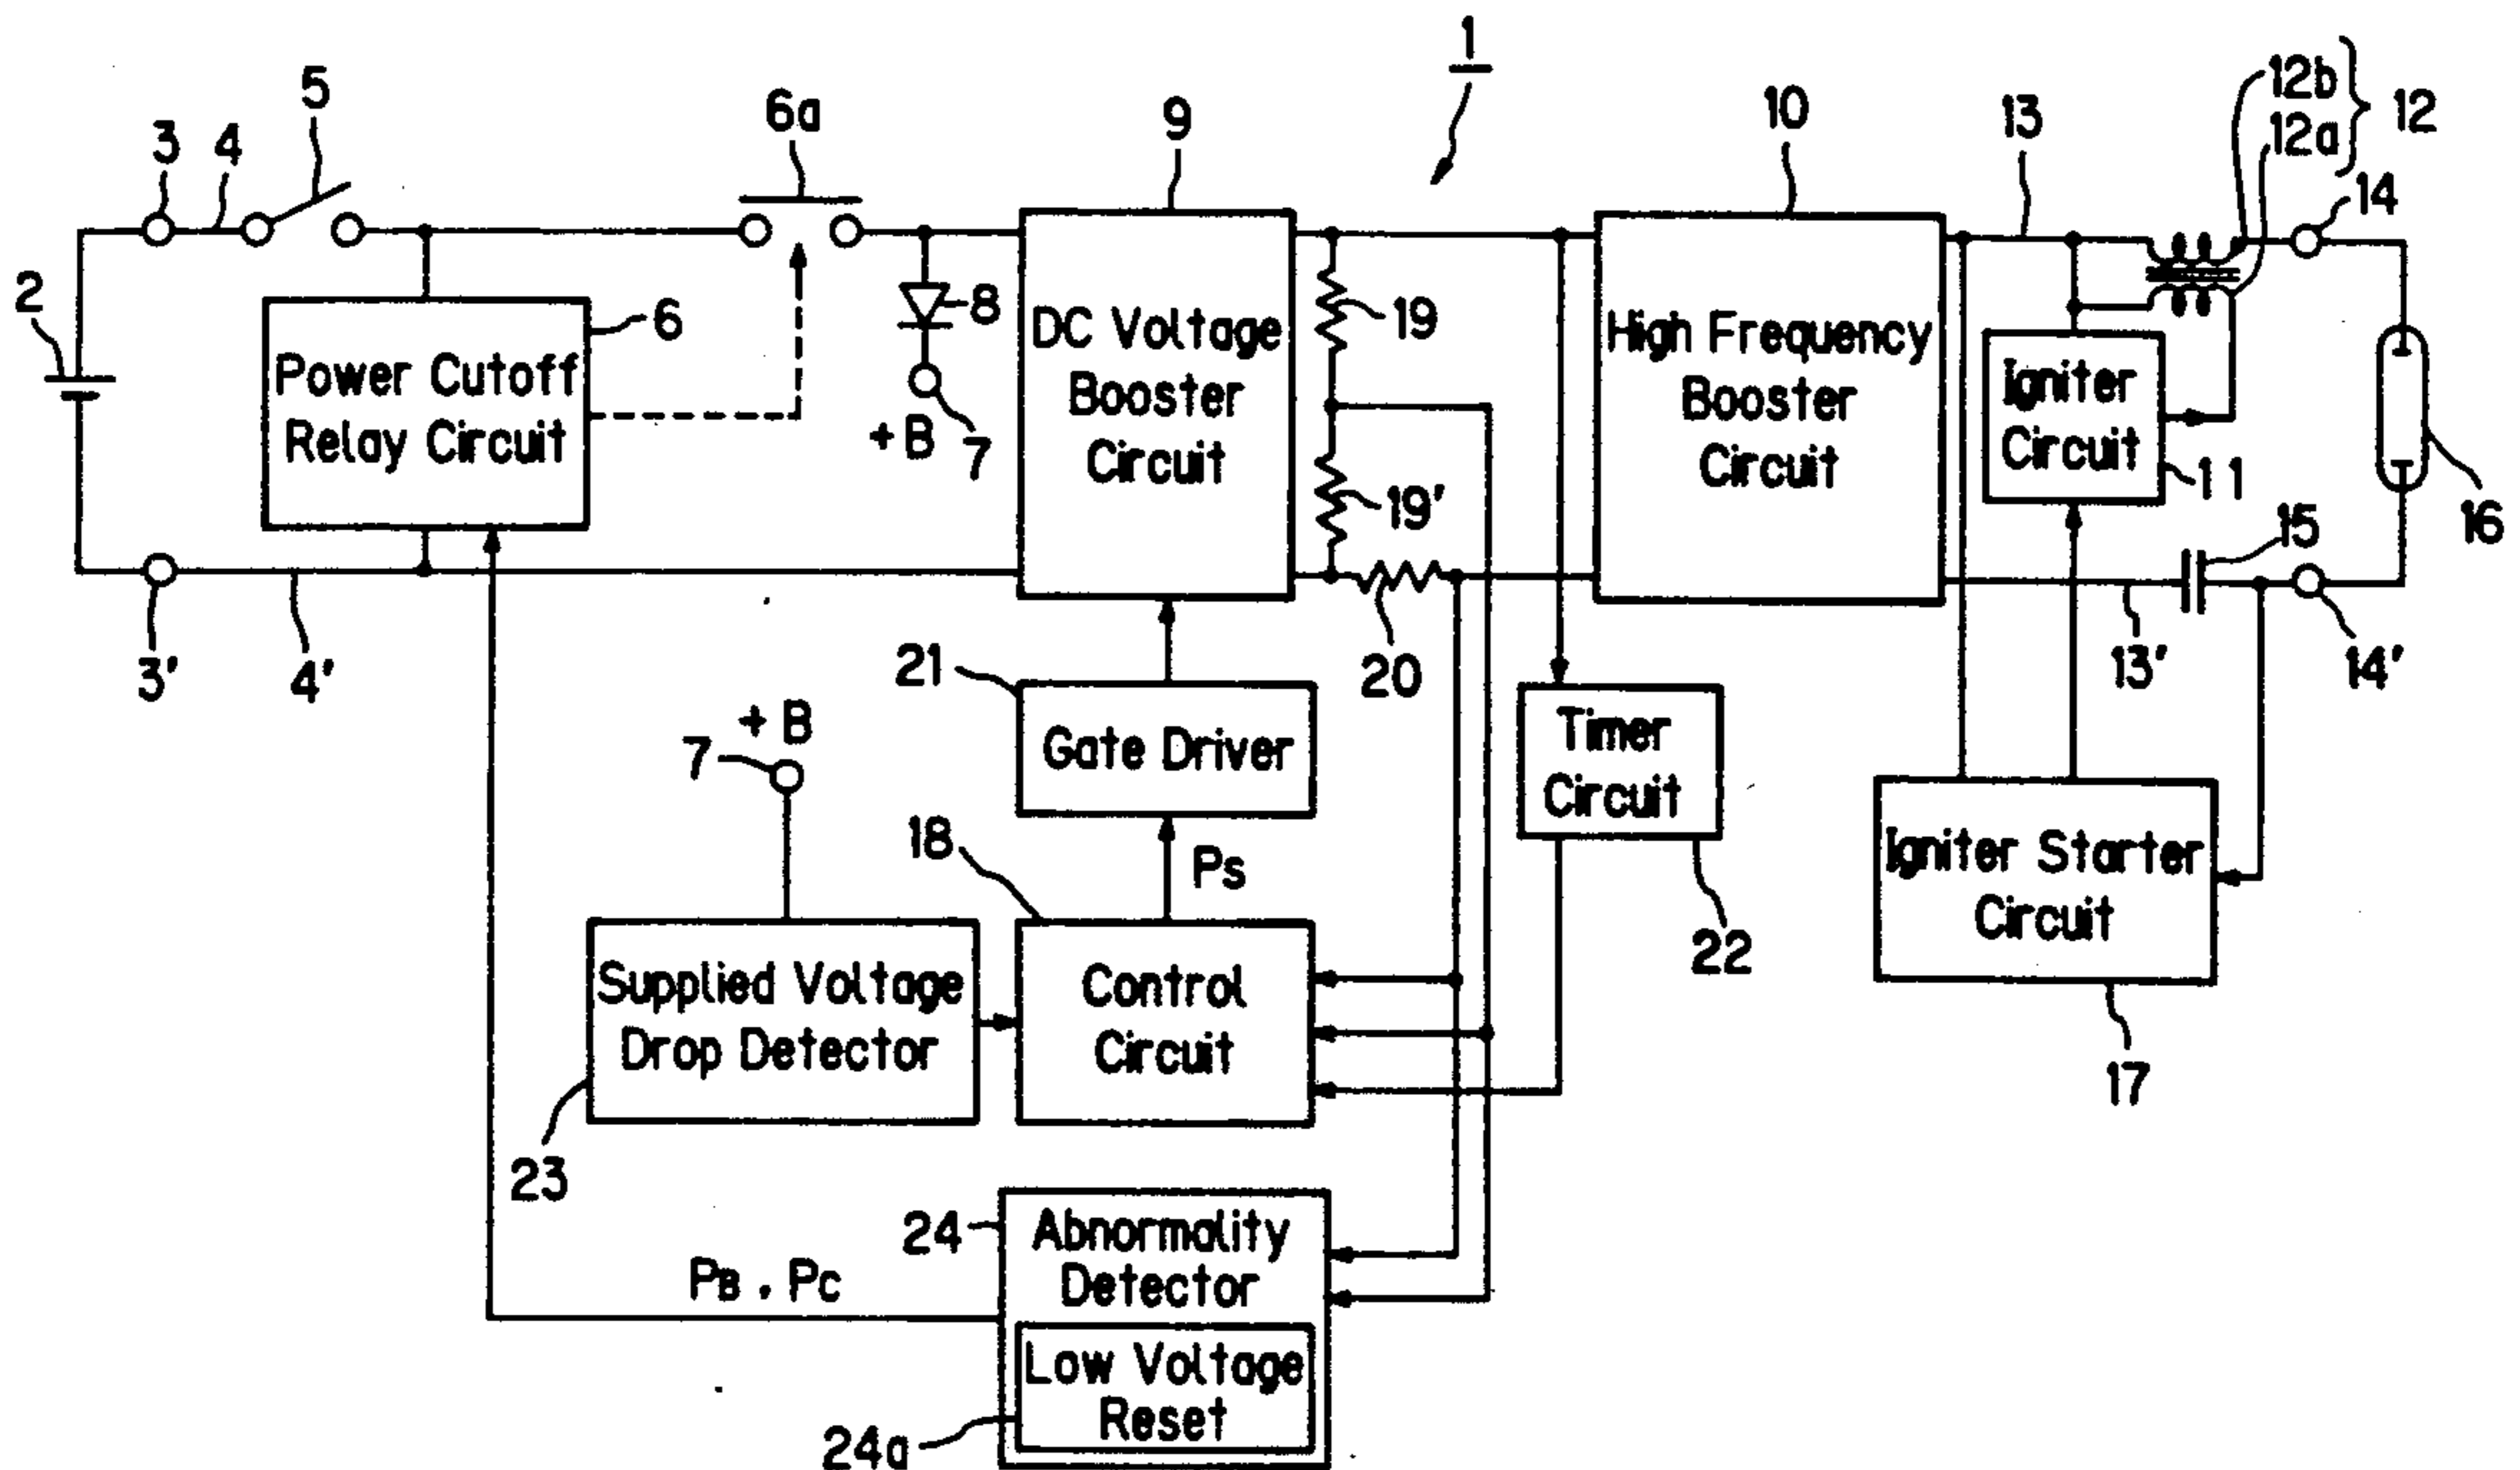 1
12b
12
12a
5
6a
9
10
13
3
4
14
2
6
8
DC Voltage
Booster
Circuit
19
High Frequency
Booster
Circuit
Power Cutoff
Relay Circuit
Igniter
Circuit
+B
7
19'
11
15
16
3'
4'
20
13'
14'
21
+B
7
Gate Driver
Timer
Circuit
18
Ps
22
Igniter Starter
Circuit
Supplied Voltage
Drop Detector
Control
Circuit
17
23
24
Abnormality
Detector
PB , PC
Low Voltage
Reset
24a